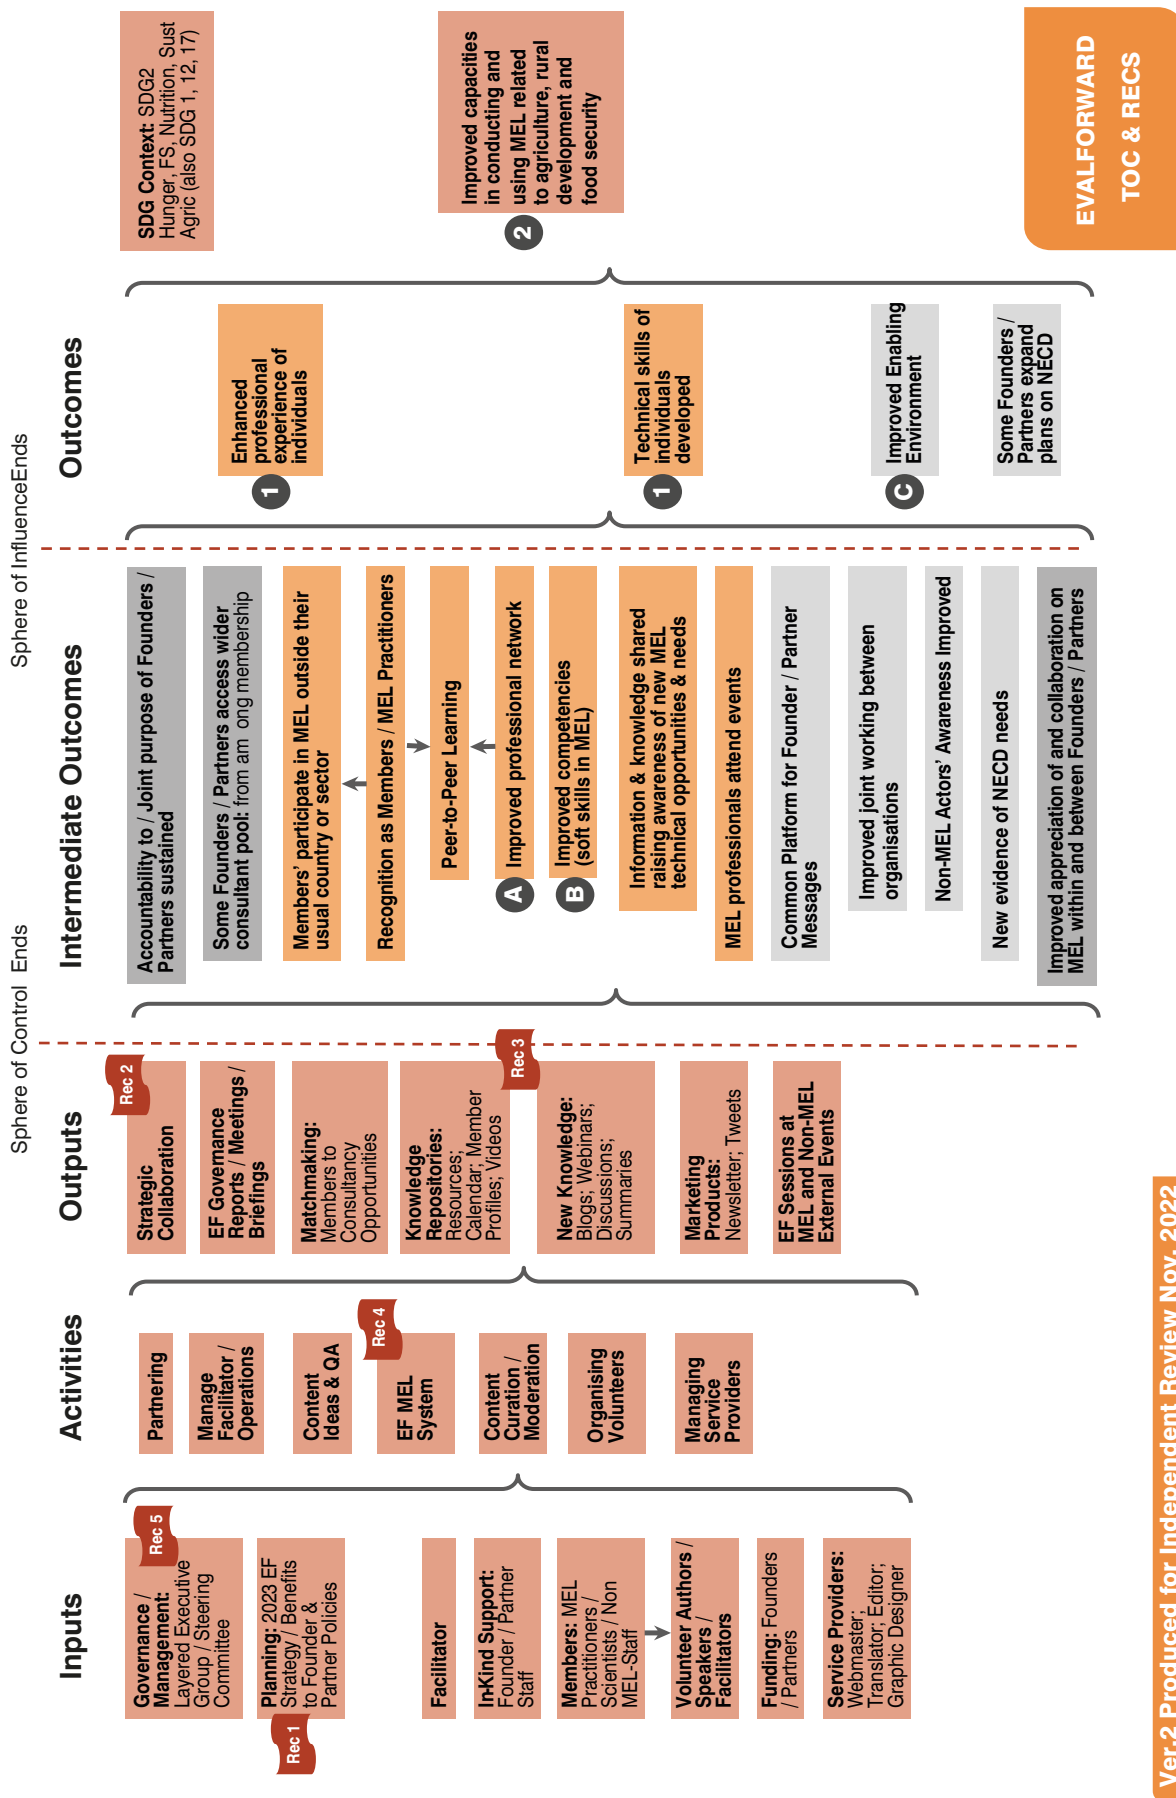 Sphere of Control  Ends
Sphere of InfluenceEnds
Inputs
Activities
Outputs
Intermediate Outcomes
Outcomes
Governance /
Management:
Layered Executive
Group / Steering
Committee
Rec 5
Planning: 2023 EF
Strategy / Benefits
to Founder &
Partner Policies
Rec 1
Facilitator
In-Kind Support:
Founder / Partner
Staff
Members: MEL
Practitioners /
Scientists / Non
MEL-Staff
Volunteer Authors /
Speakers /
Facilitators
Funding: Founders
/ Partners
Service Providers:
Webmaster;
Translator; Editor;
Graphic Designer
Partnering
Manage
Facilitator /
Operations
Content
Ideas & QA
Rec 4
EF MEL
System
Content
Curation /
Moderation
Organising
Volunteers
Managing
Service
Providers
Rec 2
Strategic
Collaboration
EF Governance
Reports / Meetings /
Briefings
Matchmaking:
Members to
Consultancy
Opportunities
Knowledge
Repositories:
Resources;
Calendar; Member
Profiles; Videos
Rec 3
New Knowledge:
Blogs; Webinars;
Discussions;
Summaries
Marketing
Products:
Newsletter; Tweets
EF Sessions at
MEL and Non-MEL
External Events
Accountability to / Joint purpose of Founders /
Partners sustained
Some Founders / Partners access wider
consultant pool: from am ong membership
Members' participate in MEL outside their
usual country or sector
Recognition as Members / MEL Practitioners
Peer-to-Peer Learning
A
Improved professional network
B
Improved competencies
(soft skills in MEL)
Information & knowledge shared
raising awareness of new MEL
technical opportunities & needs
MEL professionals attend events
Common Platform for Founder / Partner
Messages
Improved joint working between
organisations
Non-MEL Actors' Awareness Improved
New evidence of NECD needs
Improved appreciation of and collaboration on
MEL within and between Founders / Partners
1
Enhanced
professional
experience of
individuals
1
Technical skills of
individuals
developed
C
Improved Enabling
Environment
Some Founders /
Partners expand
plans on NECD
SDG Context: SDG2
Hunger, FS, Nutrition, Sust
Agric (also SDG 1, 12, 17)
2
Improved capacities
in conducting and
using MEL related
to agriculture, rural
development and
food security
EVALFORWARD
TOC & RECS
Ver.2 Produced for Independent Review Nov. 2022